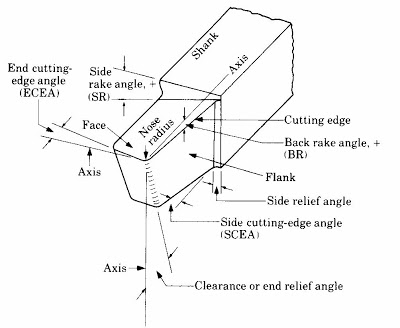 Shank
Axis
End cutting-
edge angle
(ECEA)
Side
rake angle, +
(SR)
Face
Nose
radius
Cutting edge
Back rake angle, +
(BR)
Axis
Flank
Side relief angle
Side cutting-edge angle
(SCEA)
Axis
Clearance or end relief angle